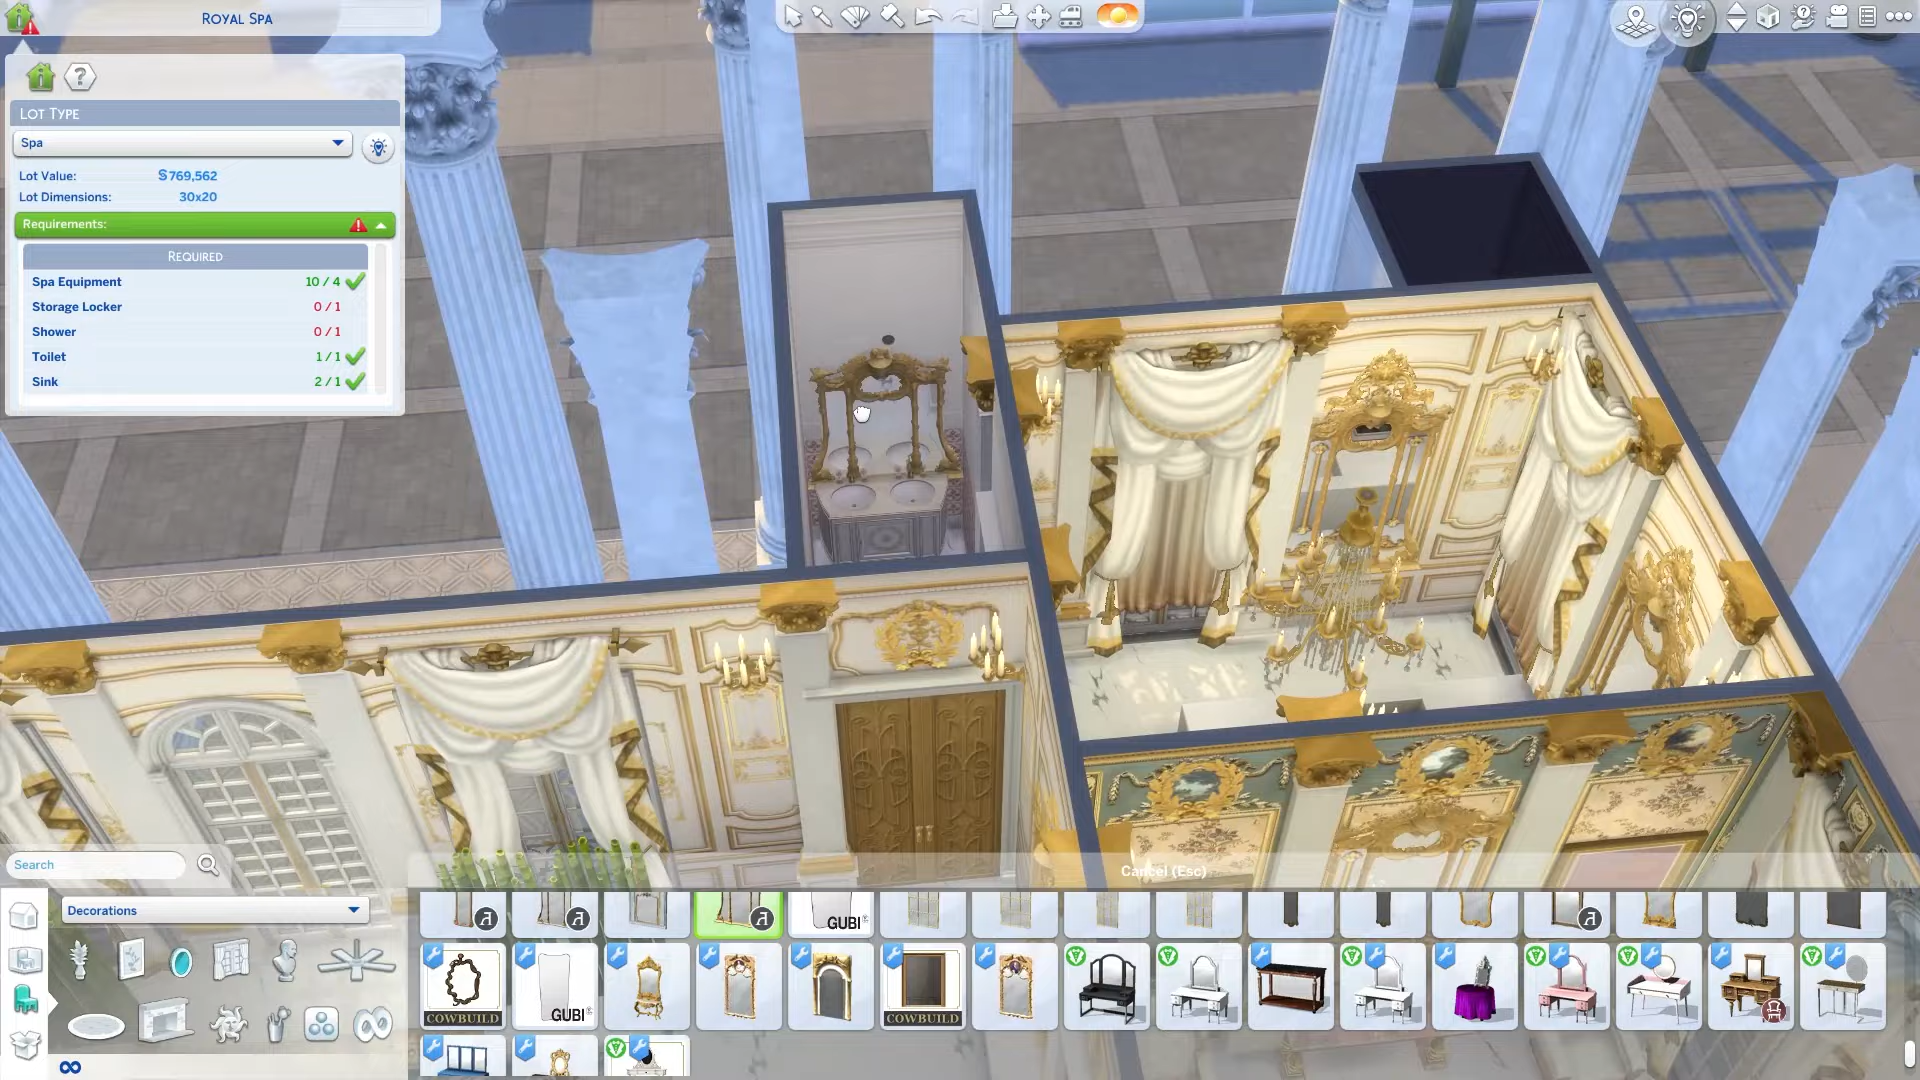 ROYAL SPA
LOT TYPE
Spa
Lot Value: §769,562
Lot Dimensions: 30x20
Requirements:
REQUIRED
Spa Equipment 10 / 4
Storage Locker 0 / 1
Shower 0 / 1
Toilet 1 / 1
Sink 2 / 1
Search
Cancel (Esc)
Decorations
GUBI
COWBUILD
GUBI
COWBUILD